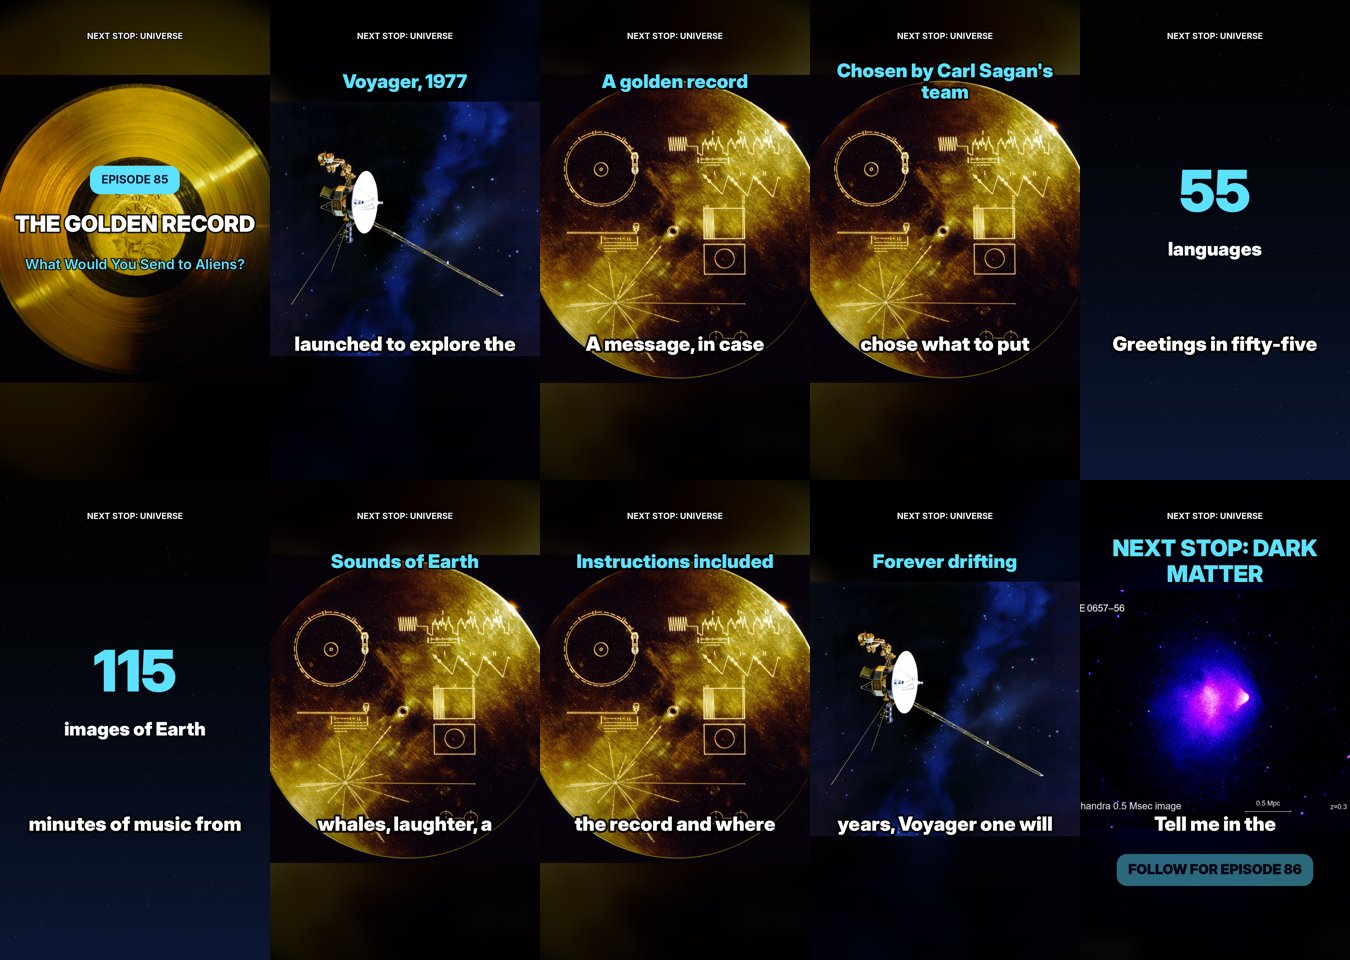 NEXT STOP: UNIVERSE
EPISODE 85
THE GOLDEN RECORD
What Would You Send to Aliens?
NEXT STOP: UNIVERSE
Voyager, 1977
launched to explore the
NEXT STOP: UNIVERSE
A golden record
A message, in case
NEXT STOP: UNIVERSE
Chosen by Carl Sagan's
team
chose what to put
NEXT STOP: UNIVERSE
55
languages
Greetings in fifty-five
NEXT STOP: UNIVERSE
115
images of Earth
minutes of music from
NEXT STOP: UNIVERSE
Sounds of Earth
whales, laughter, a
NEXT STOP: UNIVERSE
Instructions included
the record and where
NEXT STOP: UNIVERSE
Forever drifting
years, Voyager one will
NEXT STOP: UNIVERSE
NEXT STOP: DARK
MATTER
E 0657–56
handra 0.5 Msec image
0.5 Mpc
z=0.3
Tell me in the
FOLLOW FOR EPISODE 86